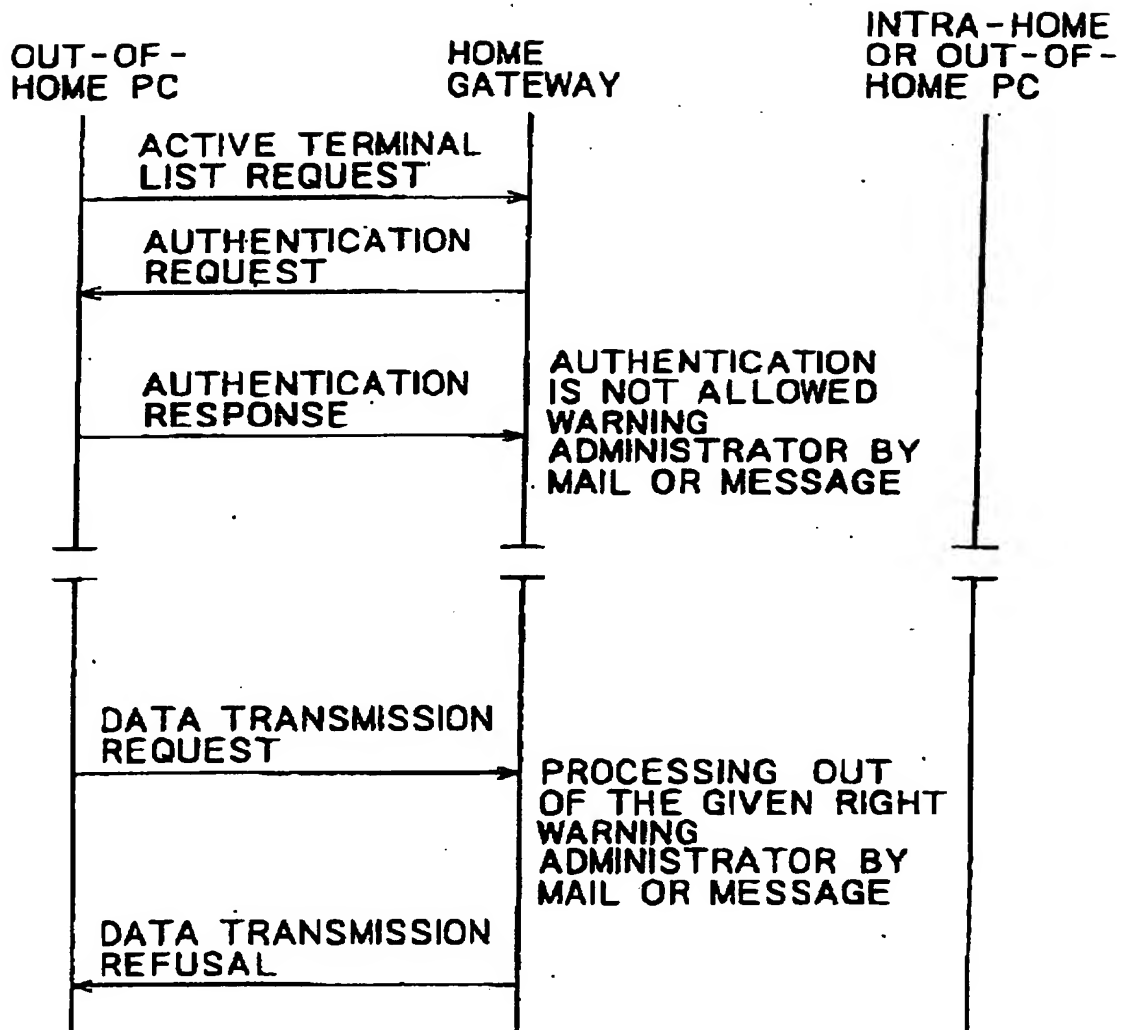 OUT-OF-
HOME PC
HOME
GATEWAY
INTRA-HOME
OR OUT-OF-
HOME PC
ACTIVE TERMINAL
LIST REQUEST
AUTHENTICATION
REQUEST
AUTHENTICATION
RESPONSE
AUTHENTICATION
IS NOT ALLOWED
WARNING
ADMINISTRATOR BY
MAIL OR MESSAGE
DATA TRANSMISSION
REQUEST
PROCESSING OUT
OF THE GIVEN RIGHT
WARNING
ADMINISTRATOR BY
MAIL OR MESSAGE
DATA TRANSMISSION
REFUSAL